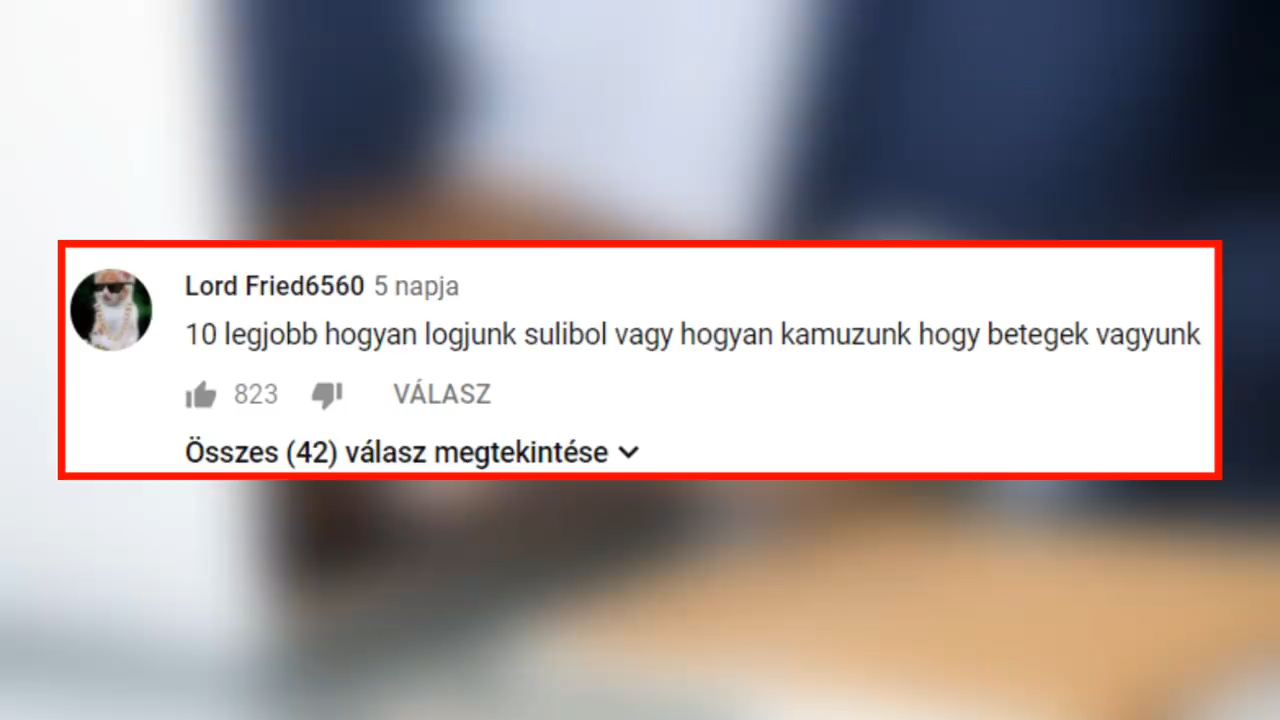 Lord Fried6560 5 napja
10 legjobb hogyan logjunk sulibol vagy hogyan kamuzunk hogy betegek vagyunk
823 VÁLASZ
Összes (42) válasz megtekintése